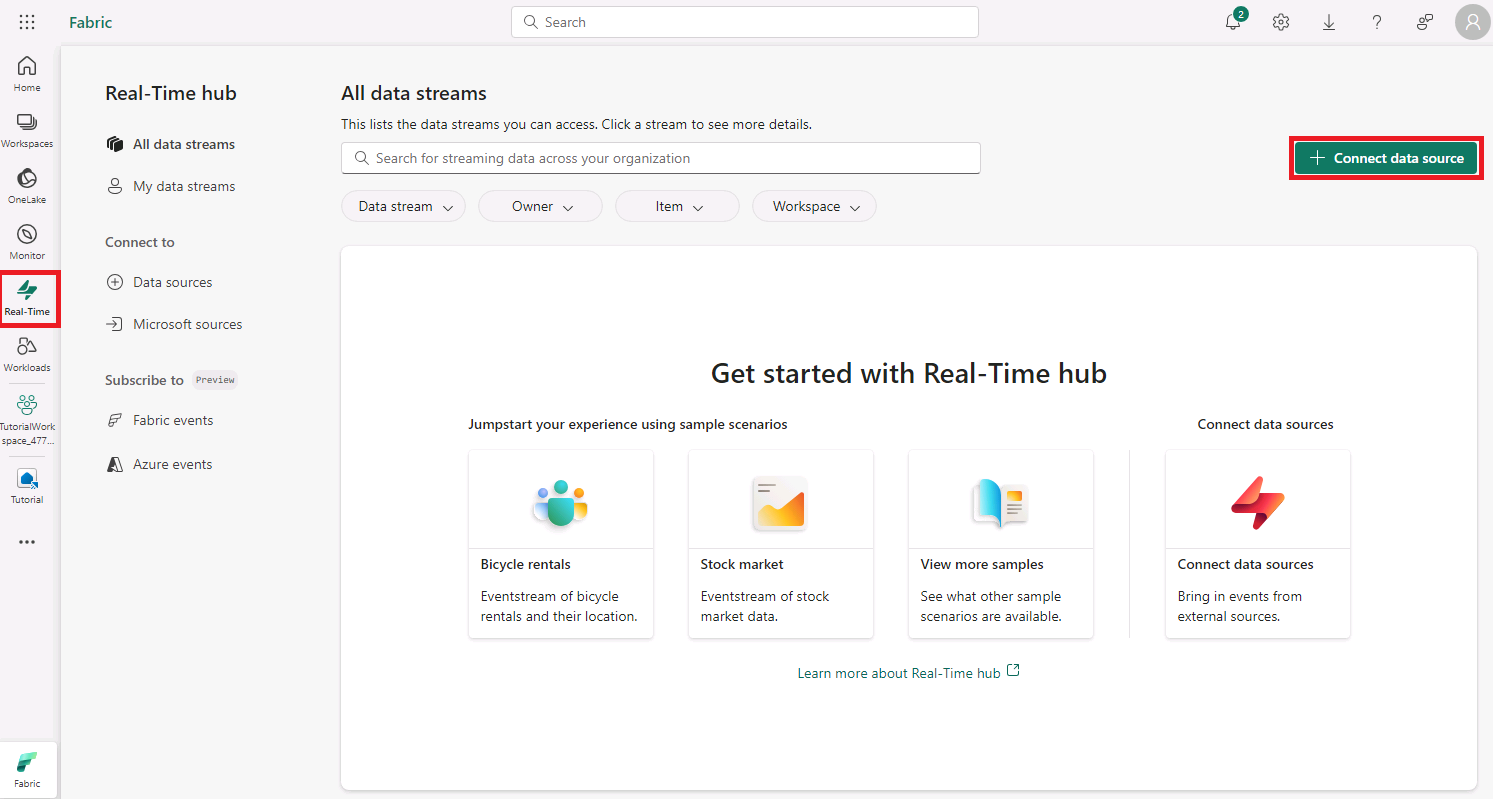 Fabric
Search
2
Home
Workspaces
OneLake
Monitor
Real-Time
Workloads
TutorialWork
space_477...
Tutorial
Fabric
Real-Time hub
All data streams
My data streams
Connect to
Data sources
Microsoft sources
Subscribe to Preview
Fabric events
Azure events
All data streams
This lists the data streams you can access. Click a stream to see more details.
Search for streaming data across your organization
Connect data source
Data stream Owner Item Workspace
Get started with Real-Time hub
Jumpstart your experience using sample scenarios
Connect data sources
Bicycle rentals
Eventstream of bicycle
rentals and their location.
Stock market
Eventstream of stock
market data.
View more samples
See what other sample
scenarios are available.
Connect data sources
Bring in events from
external sources.
Learn more about Real-Time hub